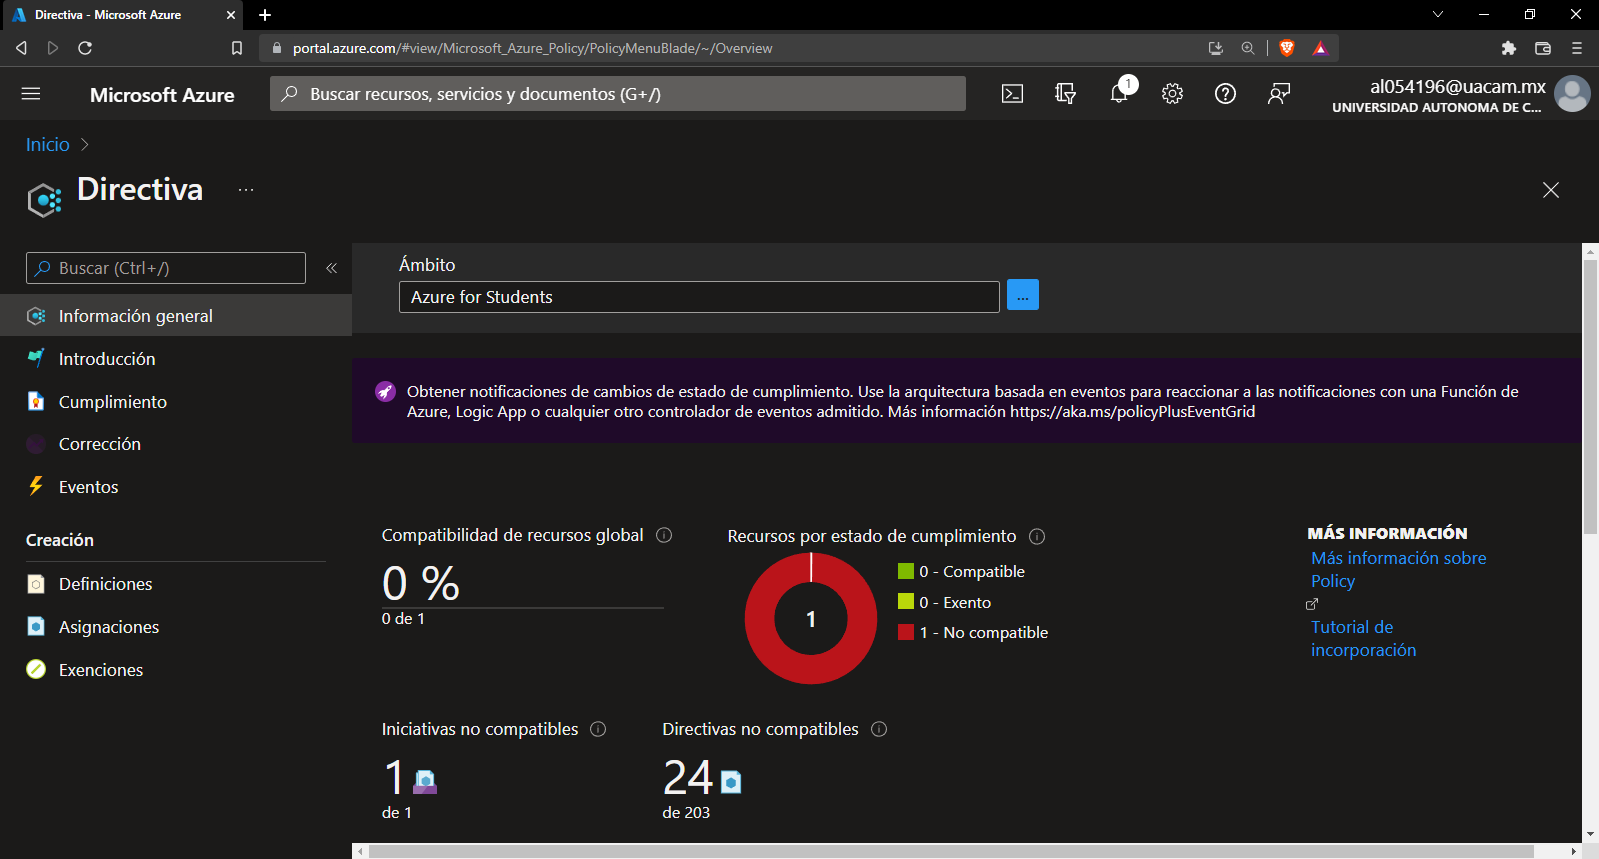 Directiva - Microsoft Azure
portal.azure.com/#view/Microsoft_Azure_Policy/PolicyMenuBlade/~/Overview
Microsoft Azure
Buscar recursos, servicios y documentos (G+/)
1
al054196@uacam.mx
UNIVERSIDAD AUTONOMA DE C...
Inicio
Directiva
...
Buscar (Ctrl+/)
Información general
Introducción
Cumplimiento
Corrección
Eventos
Creación
Definiciones
Asignaciones
Exenciones
Ámbito
Azure for Students
...
Obtener notificaciones de cambios de estado de cumplimiento. Use la arquitectura basada en eventos para reaccionar a las notificaciones con una Función de
Azure, Logic App o cualquier otro controlador de eventos admitido. Más información https://aka.ms/policyPlusEventGrid
Compatibilidad de recursos global
0 %
0 de 1
Recursos por estado de cumplimiento
1
0 - Compatible
0 - Exento
1 - No compatible
MÁS INFORMACIÓN
Más información sobre
Policy
Tutorial de
incorporación
Iniciativas no compatibles
1
de 1
Directivas no compatibles
24
de 203